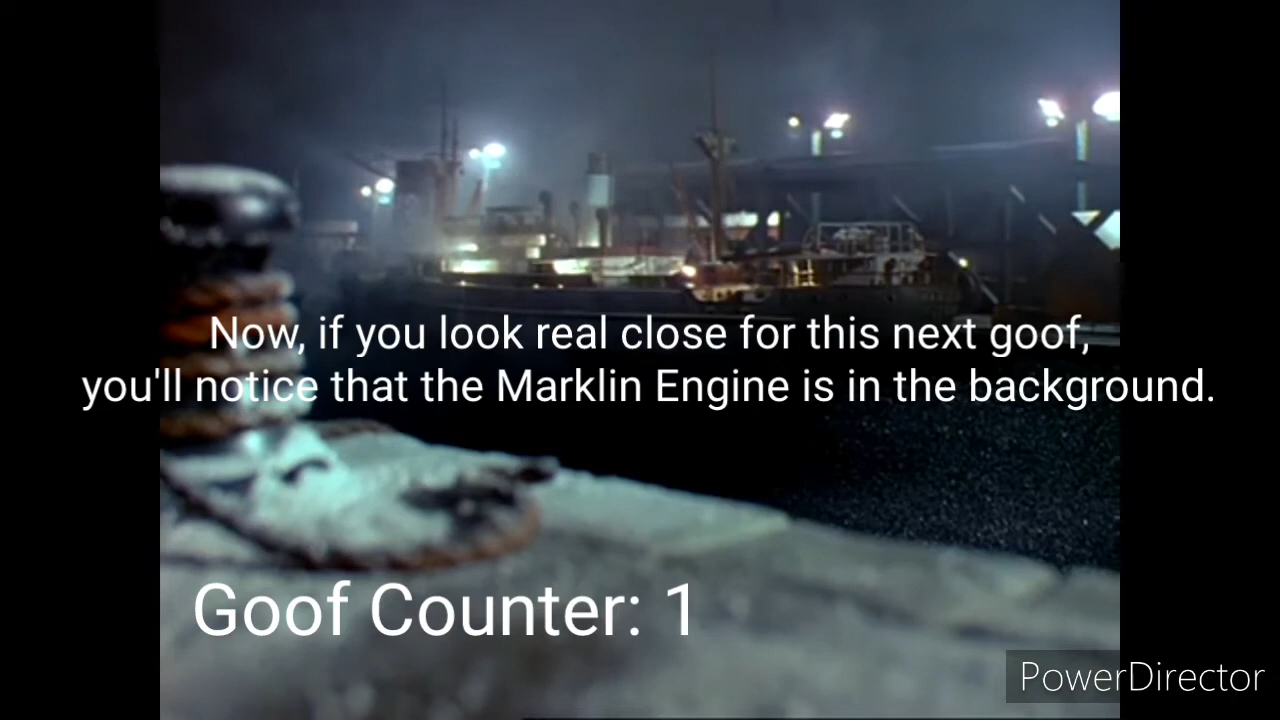 Now, if you look real close for this next goof,
you'll notice that the Marklin Engine is in the background.
Goof Counter: 1
PowerDirector